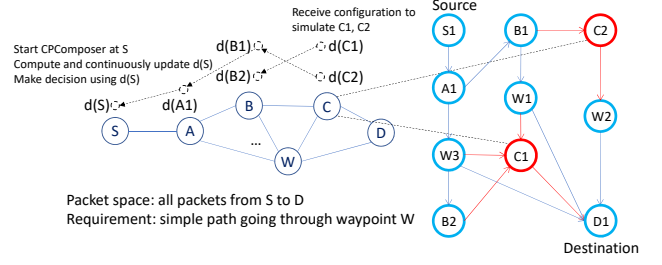 Source
Receive configuration to
simulate C1, C2
Start CPComposer at S
Compute and continuously update d(S)
Make decision using d(S)
d(B1)
d(C1)
d(B2)
d(C2)
d(S)
d(A1)
S
A
B
...
W
C
D
Packet space: all packets from S to D
Requirement: simple path going through waypoint W
S1
B1
C2
A1
W1
W2
W3
C1
B2
D1
Destination